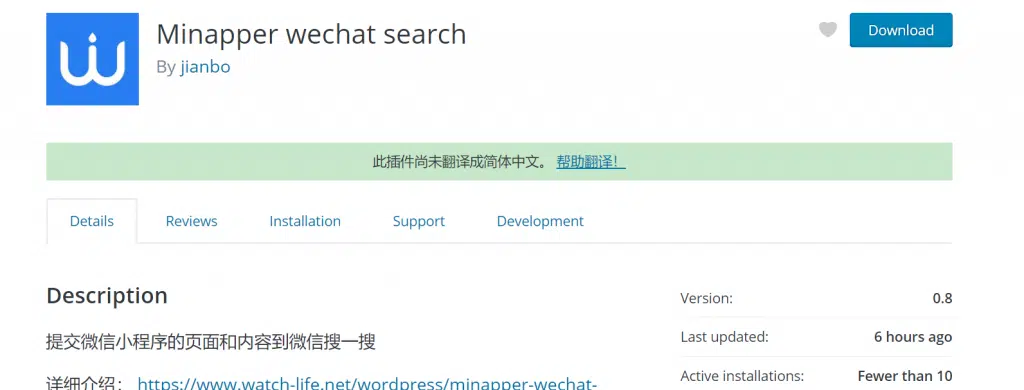 Minapper wechat search
Download
By jianbo
此插件尚未翻译成简体中文。 帮助翻译！
Details Reviews Installation Support Development
Description
提交微信小程序的页面和内容到微信搜一搜
详细介绍： https://www.watch-life.net/wordpress/minapper-wechat-
Version: 0.8
Last updated: 6 hours ago
Active installations: Fewer than 10